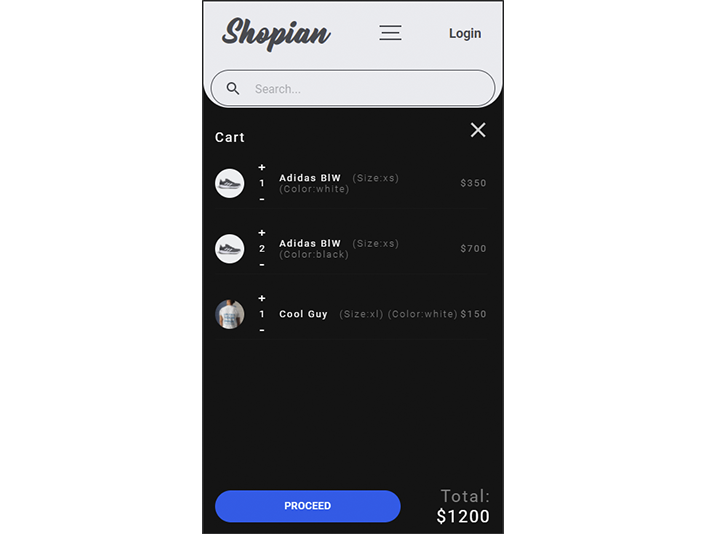 Shopian
Login
Search...
Cart
+
1
-
Adidas BlW (Size:xs)
(Color:white)
$350
+
2
-
Adidas BlW (Size:xs)
(Color:black)
$700
+
1
-
Cool Guy (Size:xl) (Color:white) $150
PROCEED
Total:
$1200